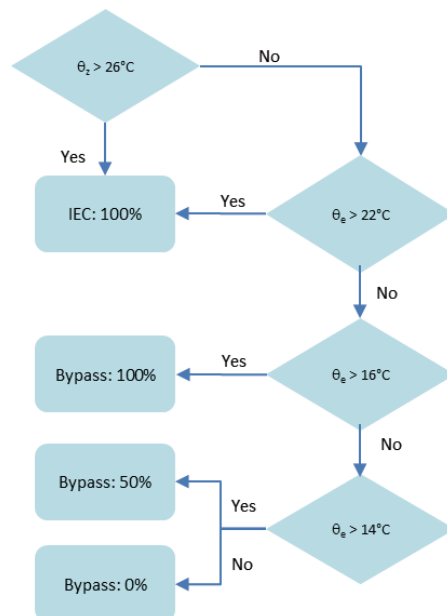 θz > 26°C
No
Yes
IEC: 100%
Yes
θe > 22°C
No
Bypass: 100%
Yes
θe > 16°C
No
Bypass: 50%
Yes
θe > 14°C
No
Bypass: 0%